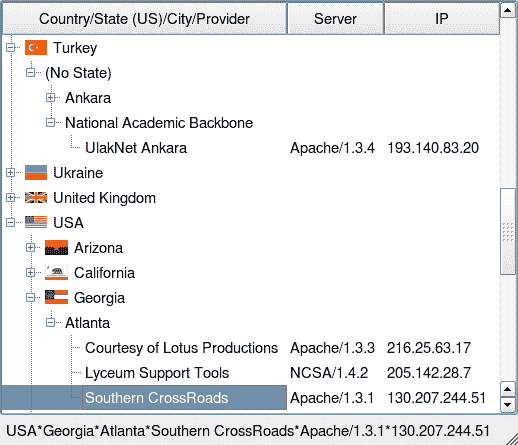 Country/State (US)/City/Provider Server IP
Turkey
(No State)
Ankara
National Academic Backbone
UlakNet Ankara Apache/1.3.4 193.140.83.20
Ukraine
United Kingdom
USA
Arizona
California
Georgia
Atlanta
Courtesy of Lotus Productions Apache/1.3.3 216.25.63.17
Lyceum Support Tools NCSA/1.4.2 205.142.28.7
Southern CrossRoads Apache/1.3.1 130.207.244.51
USA*Georgia*Atlanta*Southern CrossRoads*Apache/1.3.1*130.207.244.51